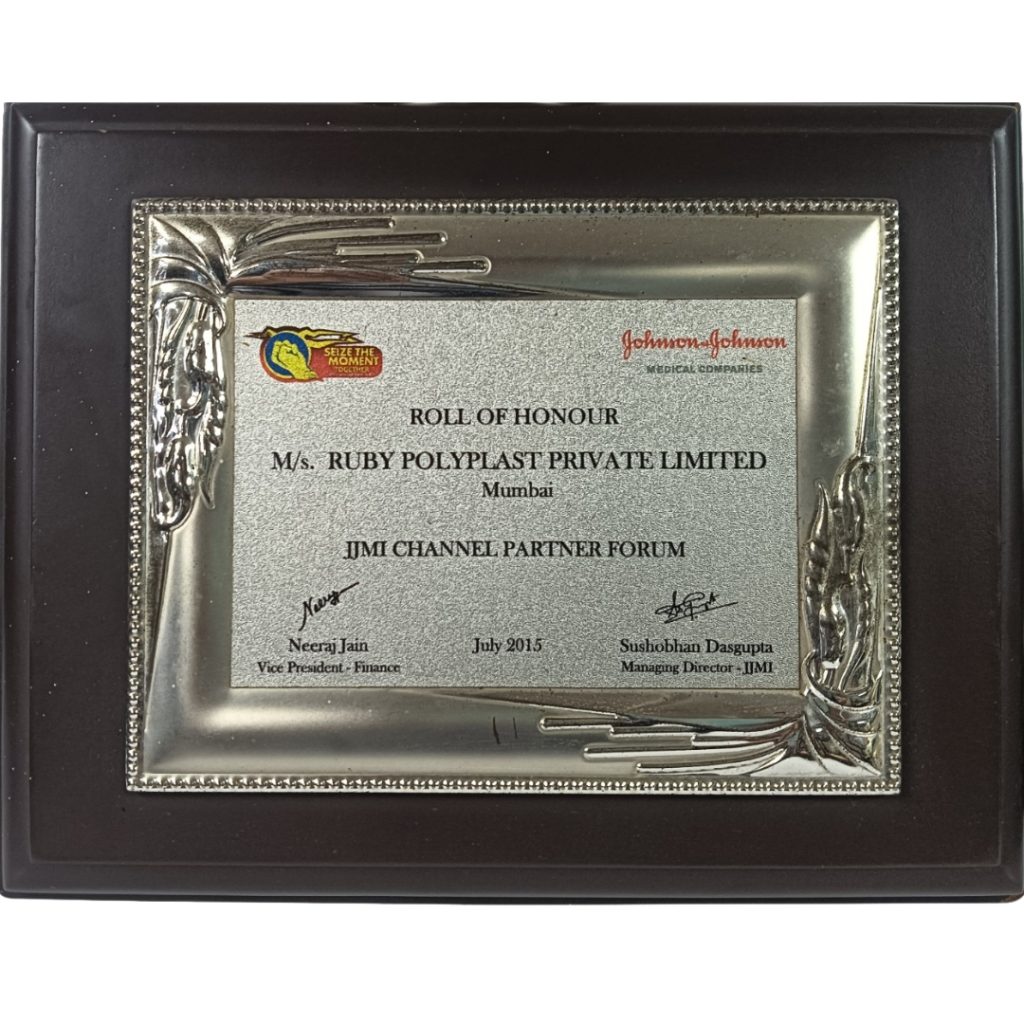 SEIZE THE
MOMENT
TOGETHER
Johnson & Johnson
MEDICAL COMPANIES
ROLL OF HONOUR
M/s. RUBY POLYPLAST PRIVATE LIMITED
Mumbai
JJMI CHANNEL PARTNER FORUM
Neeraj Jain
July 2015
Sushobhan Dasgupta
Vice President - Finance
Managing Director - JJMI